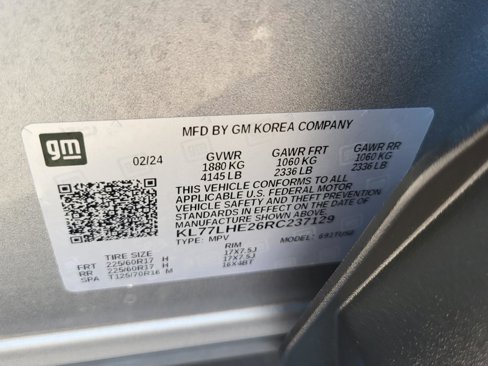 gm
MFD BY GM KOREA COMPANY
02/24 GVWR GAWR FRT GAWR RR
1880 KG 1060 KG 1060 KG
4145 LB 2336 LB 2336 LB
THIS VEHICLE CONFORMS TO ALL
APPLICABLE U.S. FEDERAL MOTOR
VEHICLE SAFETY AND THEFT PREVENTION
STANDARDS IN EFFECT ON THE DATE OF
MANUFACTURE SHOWN ABOVE.
KL77LHE26RC237129
TYPE: MPV MODEL:
TIRE SIZE RIM
FRT 225/60R17 H 17X7.5J
RR 225/60R17 H 17X7.5J
SPA T125/70R16 M 16X4BT